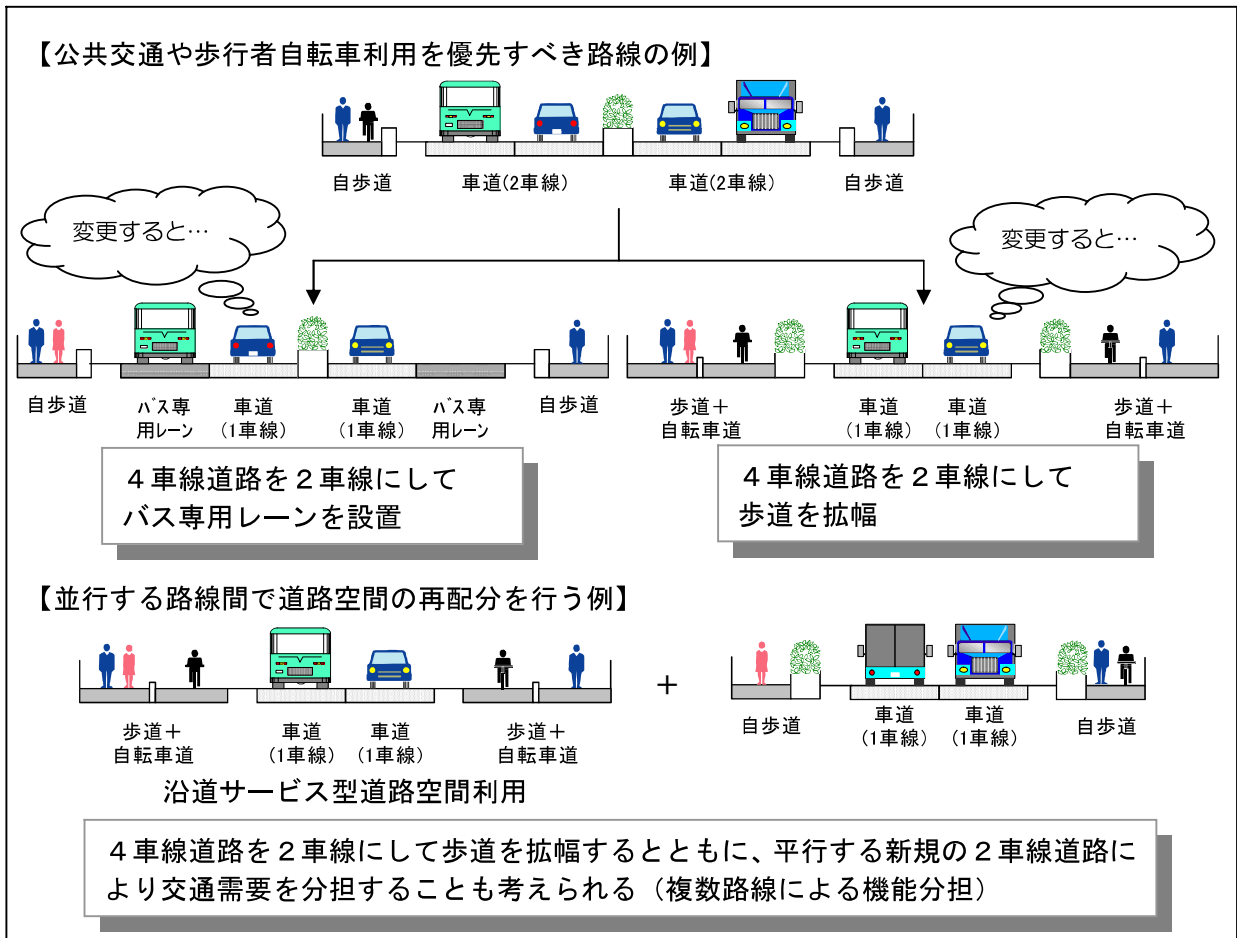 【公共交通や歩行者自転車利用を優先すべき路線の例】
自歩道
車道(2車線)
車道(2車線)
自歩道
変更すると…
変更すると…
自歩道
バス専
用レーン
車道
(1車線)
車道
(1車線)
バス専
用レーン
自歩道
歩道＋
自転車道
車道
(1車線)
車道
(1車線)
歩道＋
自転車道
４車線道路を２車線にして
バス専用レーンを設置
４車線道路を２車線にして
歩道を拡幅
【並行する路線間で道路空間の再配分を行う例】
歩道＋
自転車道
車道
(1車線)
車道
(1車線)
歩道＋
自転車道
＋
自歩道
車道
(1車線)
車道
(1車線)
自歩道
沿道サービス型道路空間利用
４車線道路を２車線にして歩道を拡幅するとともに、平行する新規の２車線道路に
より交通需要を分担することも考えられる（複数路線による機能分担）